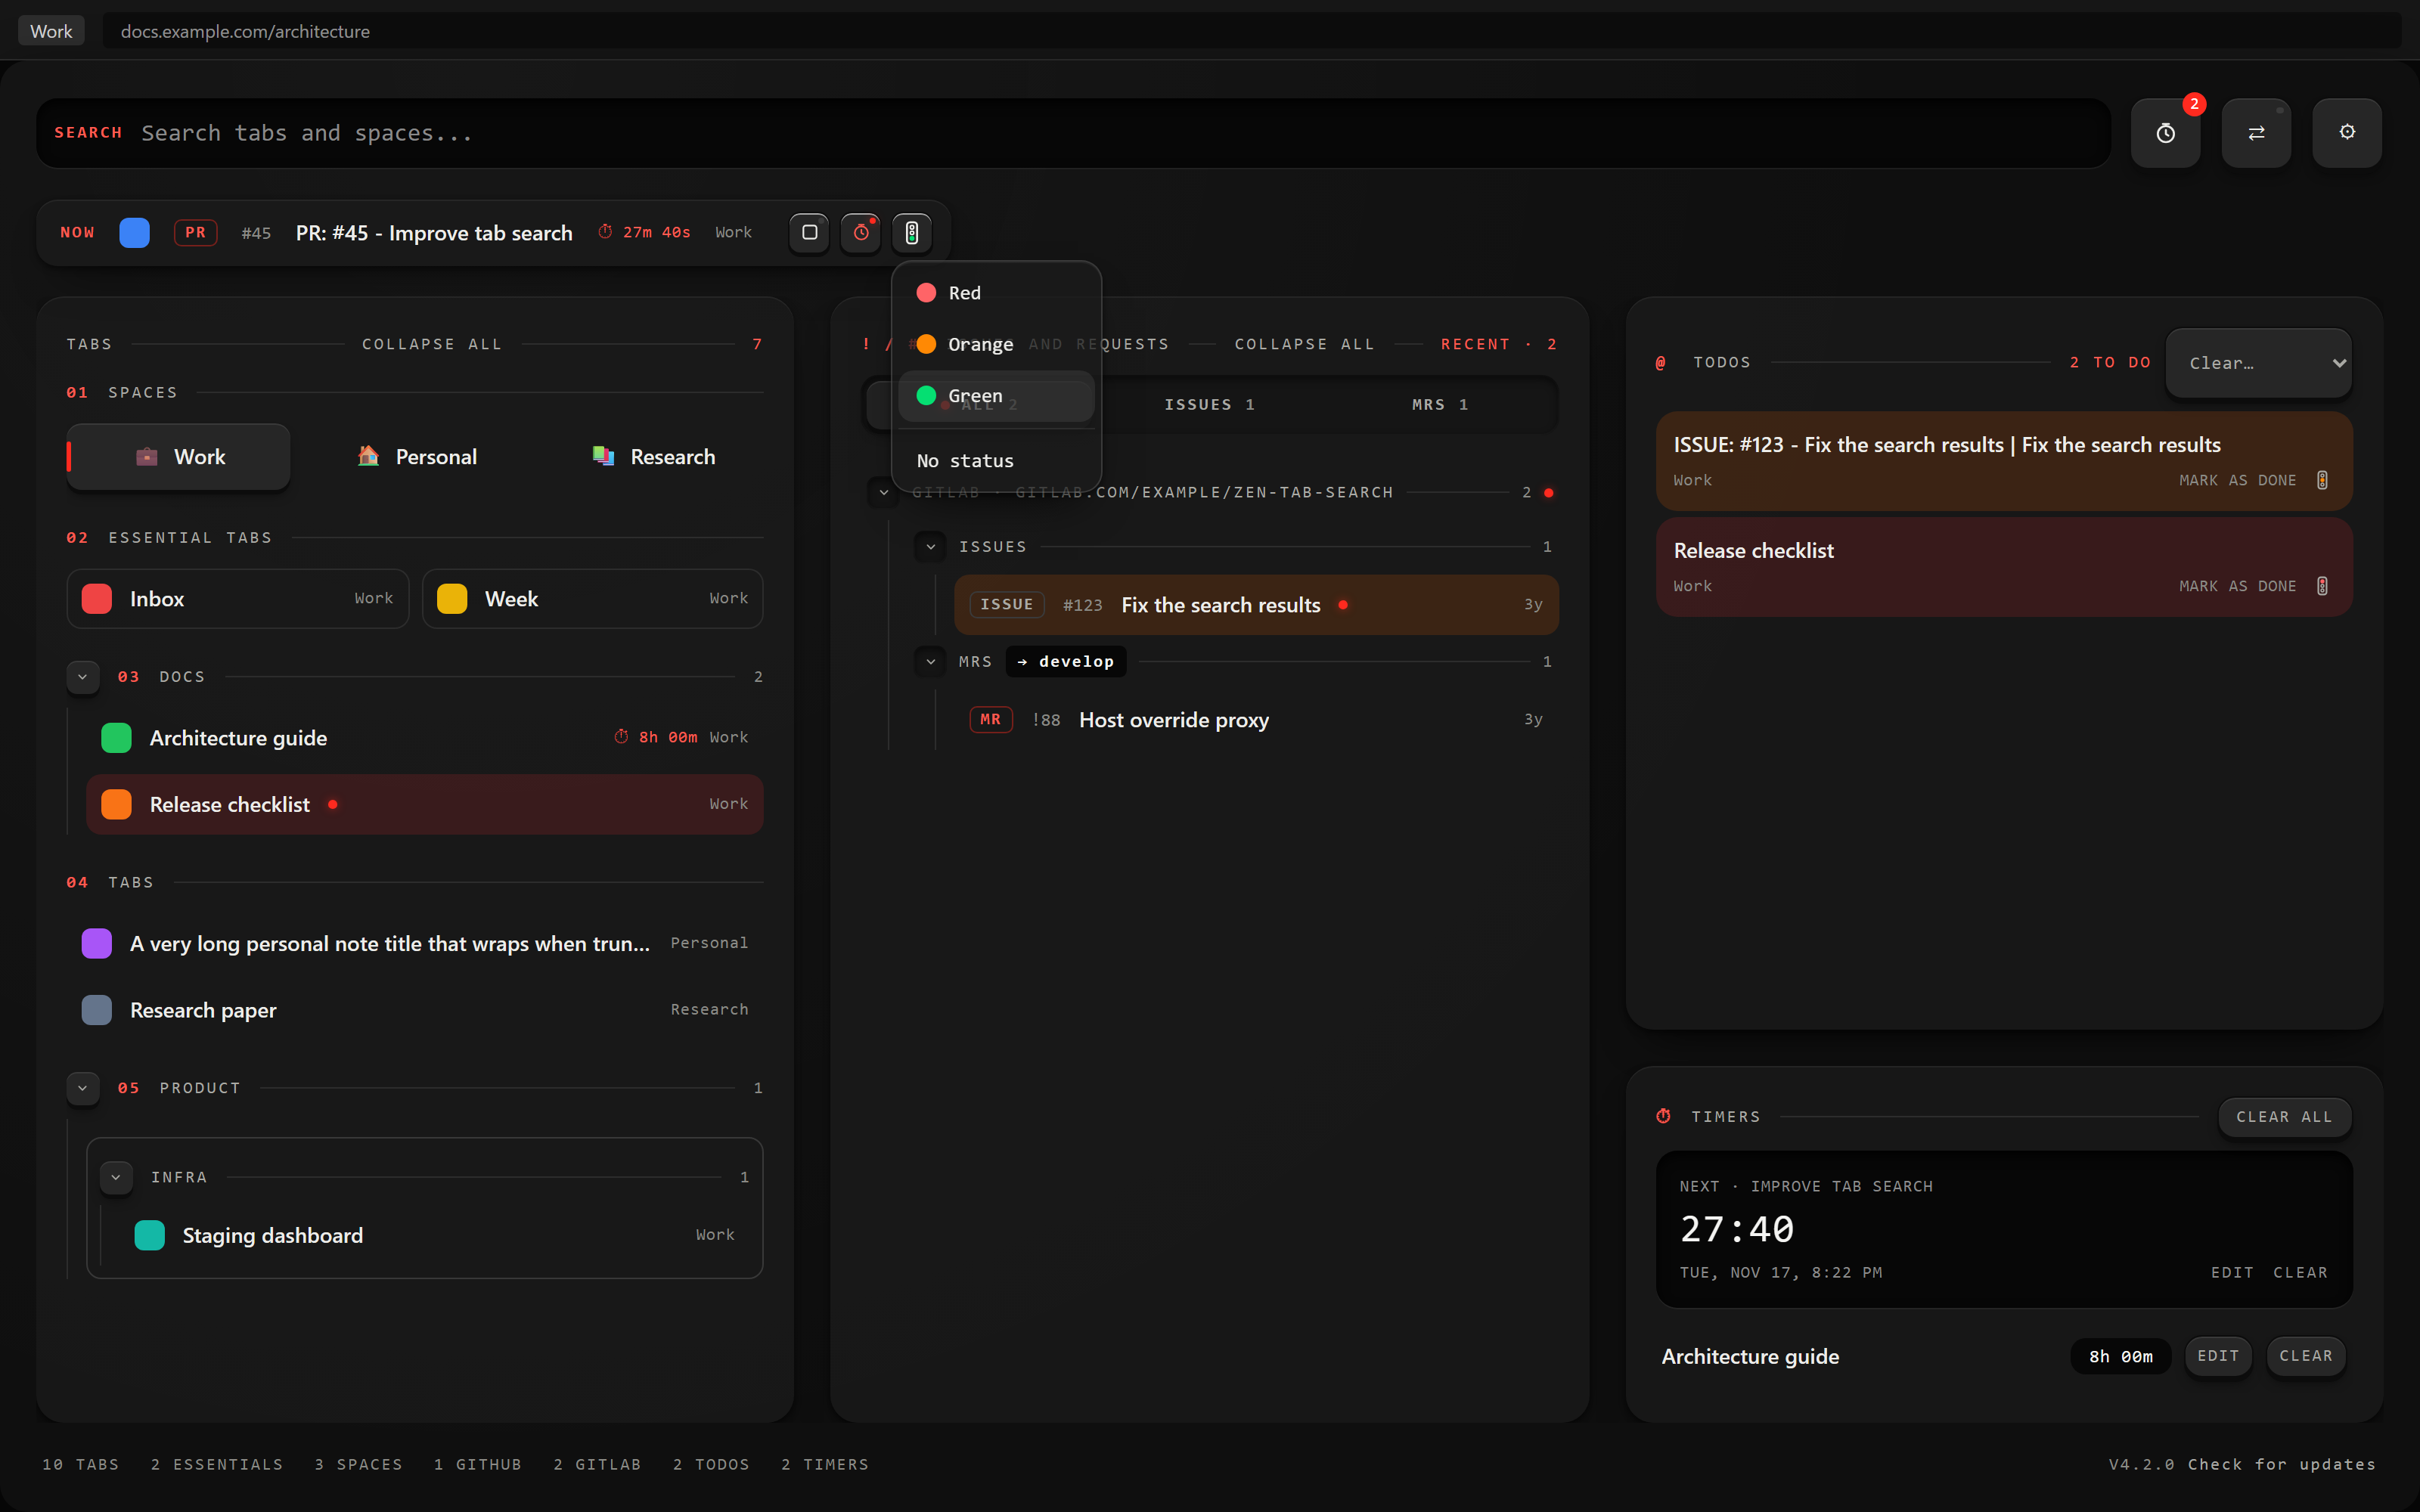 Work
docs.example.com/architecture
SEARCH Search tabs and spaces...
2
NOW PR #45 PR: #45 - Improve tab search 27m 40s Work
Red
Orange
Green
No status
TABS COLLAPSE ALL 7
01 SPACES
Work Personal Research
02 ESSENTIAL TABS
Inbox Work Week Work
03 DOCS 2
Architecture guide 8h 00m Work
Release checklist Work
04 TABS
A very long personal note title that wraps when trun... Personal
Research paper Research
05 PRODUCT 1
INFRA 1
Staging dashboard Work
! / # AND REQUESTS COLLAPSE ALL RECENT · 2
ALL 2 ISSUES 1 MRS 1
GITLAB · GITLAB.COM/EXAMPLE/ZEN-TAB-SEARCH 2
ISSUES 1
ISSUE #123 Fix the search results 3y
MRS → develop 1
MR !88 Host override proxy 3y
@ TODOS 2 TO DO Clear…
ISSUE: #123 - Fix the search results | Fix the search results
Work MARK AS DONE
Release checklist
Work MARK AS DONE
TIMERS CLEAR ALL
NEXT · IMPROVE TAB SEARCH
27:40
TUE, NOV 17, 8:22 PM EDIT CLEAR
Architecture guide 8h 00m EDIT CLEAR
10 TABS 2 ESSENTIALS 3 SPACES 1 GITHUB 2 GITLAB 2 TODOS 2 TIMERS
V4.2.0 Check for updates